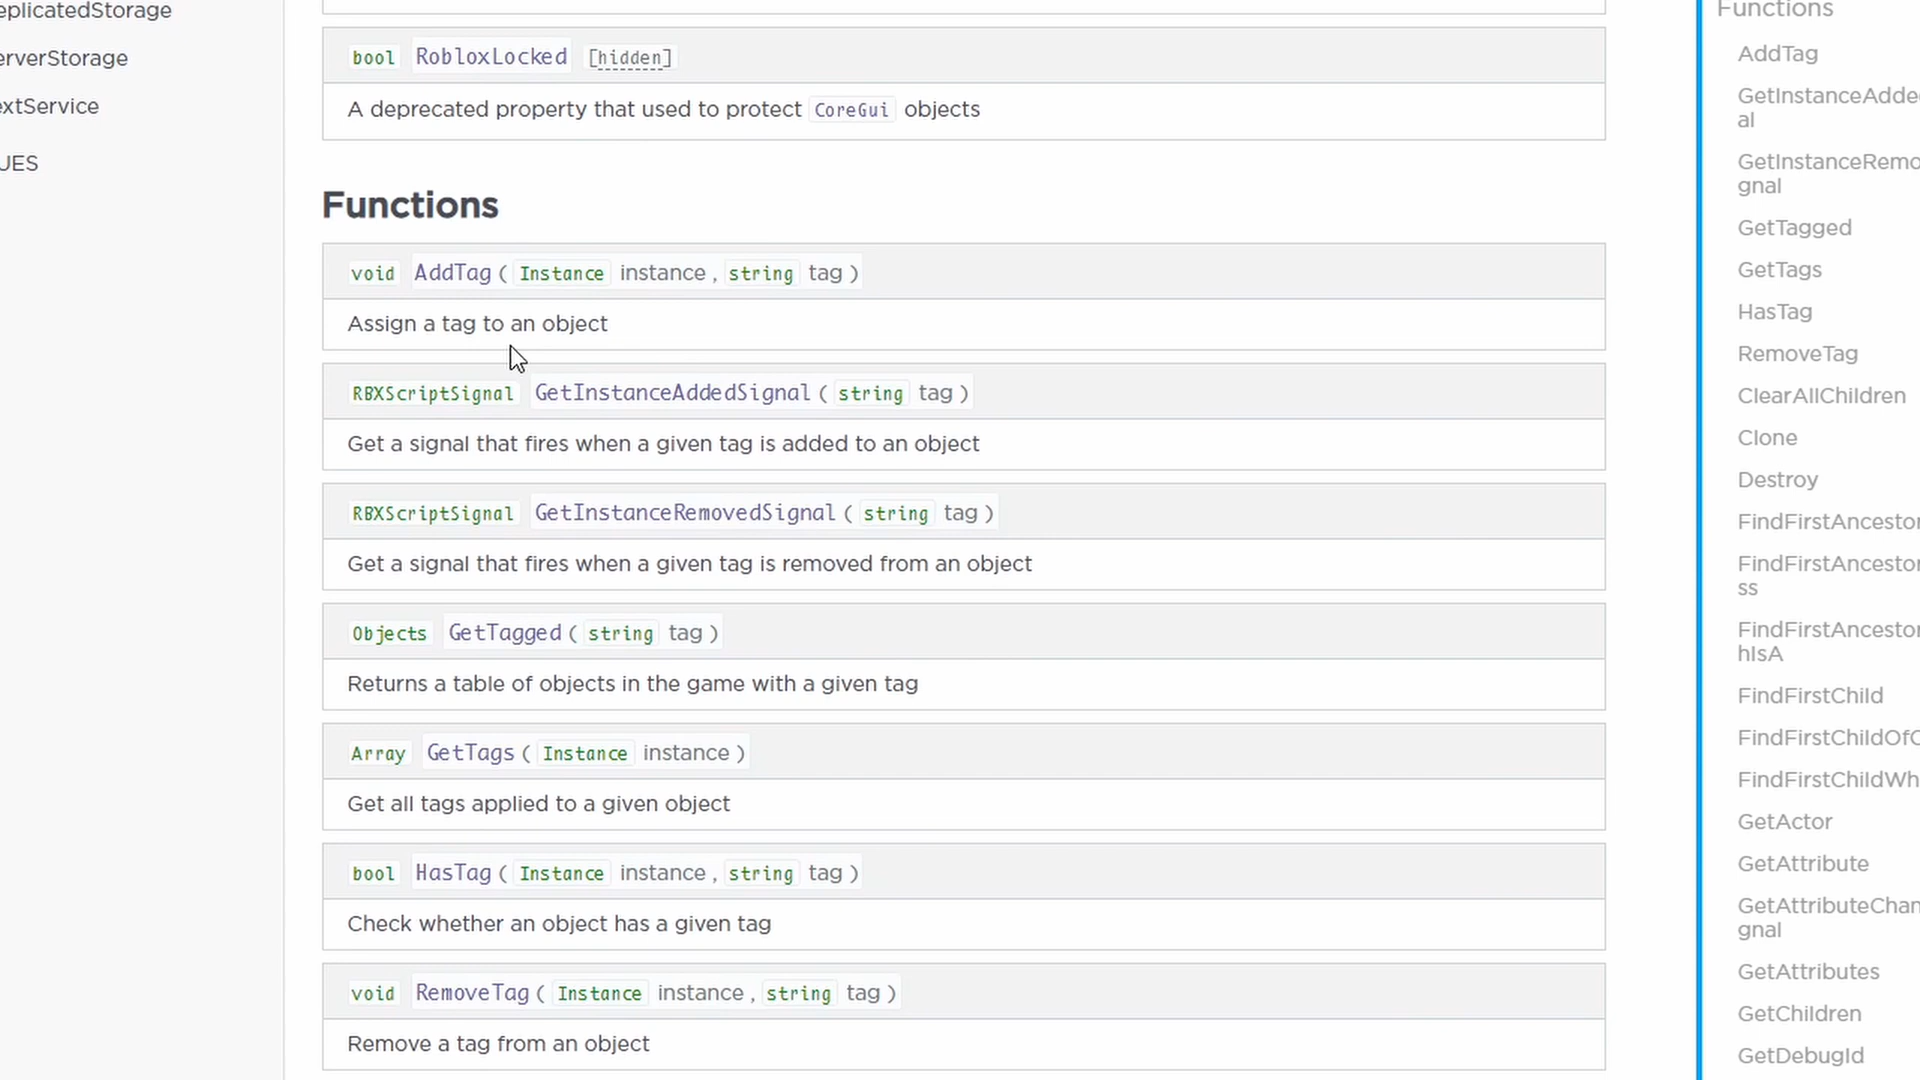 eplicatedStorage
erverStorage
extService
UES
bool RobloxLocked [hidden]
A deprecated property that used to protect CoreGui objects
Functions
void AddTag ( Instance instance , string tag )
Assign a tag to an object
RBXScriptSignal GetInstanceAddedSignal ( string tag )
Get a signal that fires when a given tag is added to an object
RBXScriptSignal GetInstanceRemovedSignal ( string tag )
Get a signal that fires when a given tag is removed from an object
Objects GetTagged ( string tag )
Returns a table of objects in the game with a given tag
Array GetTags ( Instance instance )
Get all tags applied to a given object
bool HasTag ( Instance instance , string tag )
Check whether an object has a given tag
void RemoveTag ( Instance instance , string tag )
Remove a tag from an object
Functions
AddTag
GetInstanceAdde
al
GetInstanceRemo
gnal
GetTagged
GetTags
HasTag
RemoveTag
ClearAllChildren
Clone
Destroy
FindFirstAncestor
FindFirstAncestor
ss
FindFirstAncestor
hIsA
FindFirstChild
FindFirstChildOfC
FindFirstChildWh
GetActor
GetAttribute
GetAttributeChan
gnal
GetAttributes
GetChildren
GetDebugId